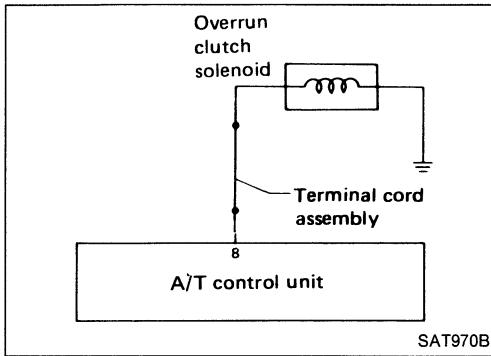 Overrun
clutch
solenoid
Terminal cord
assembly
8
A/T control unit
SAT970B